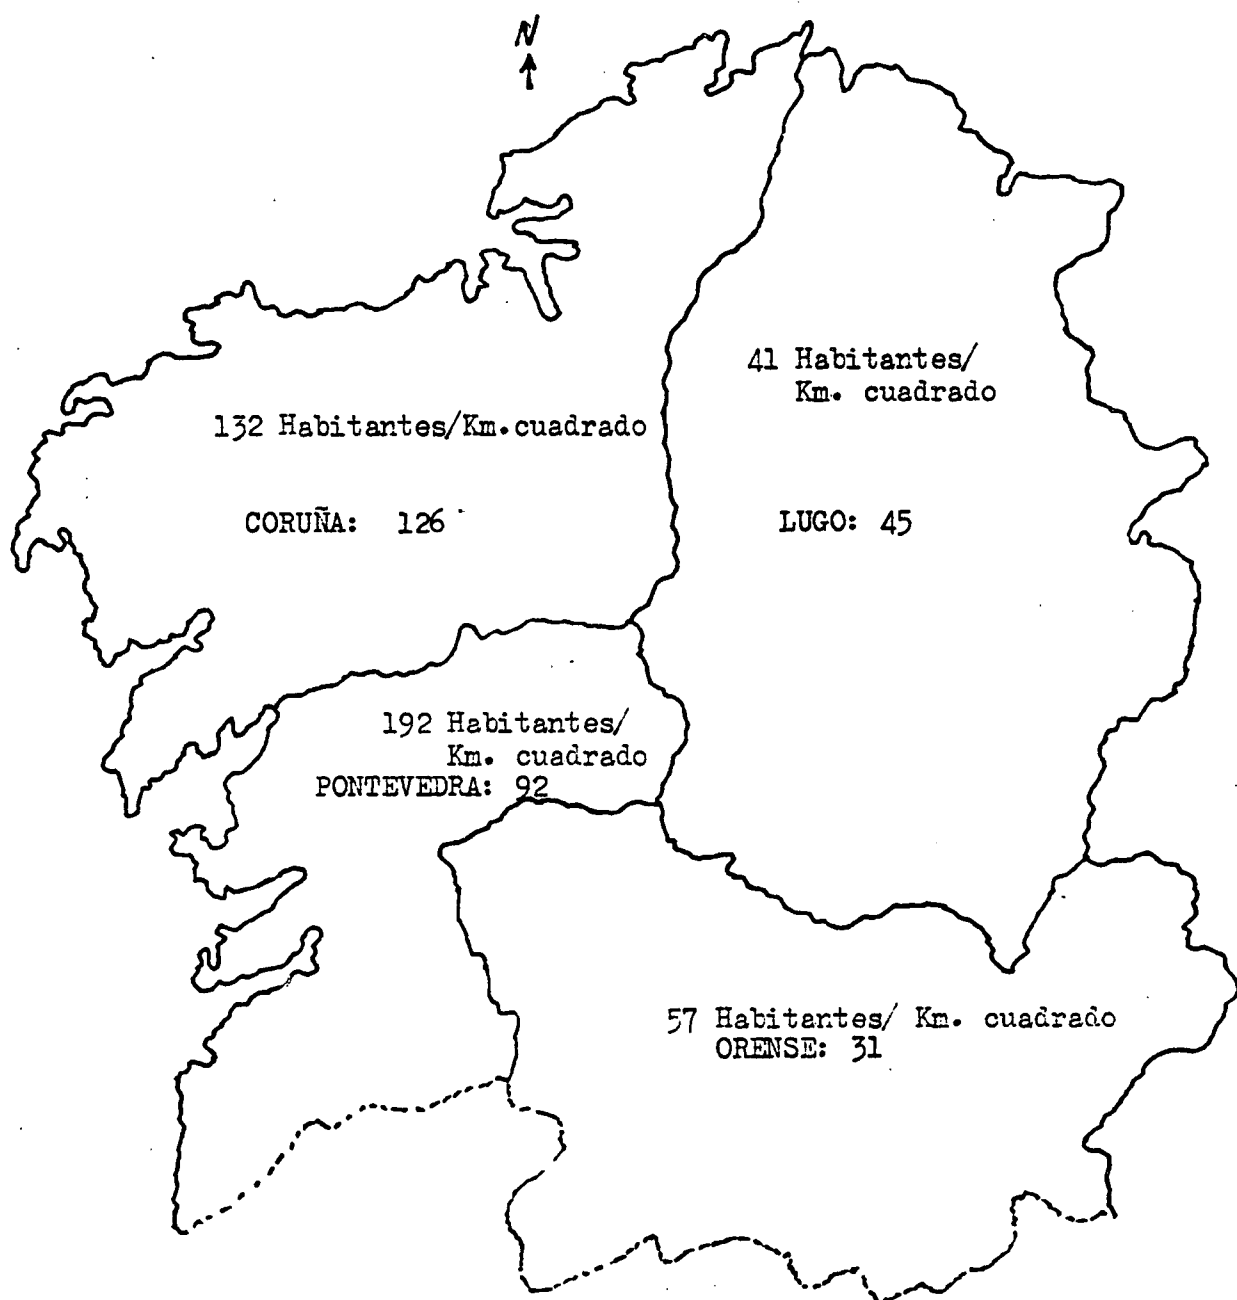 N
132 Habitantes/Km.cuadrado
CORUÑA: 126
41 Habitantes/
Km. cuadrado
LUGO: 45
192 Habitantes/
Km. cuadrado
PONTEVEDRA: 92
57 Habitantes/ Km. cuadrado
ORENSE: 31